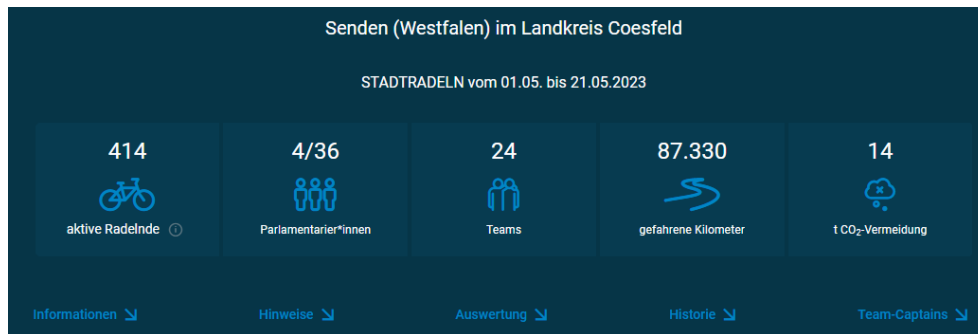 Senden (Westfalen) im Landkreis Coesfeld
STADTRADELN vom 01.05. bis 21.05.2023
414
aktive Radelnde
4/36
Parlamentarier*innen
24
Teams
87.330
gefahrene Kilometer
14
t CO₂-Vermeidung
Informationen
Hinweise
Auswertung
Historie
Team-Captains